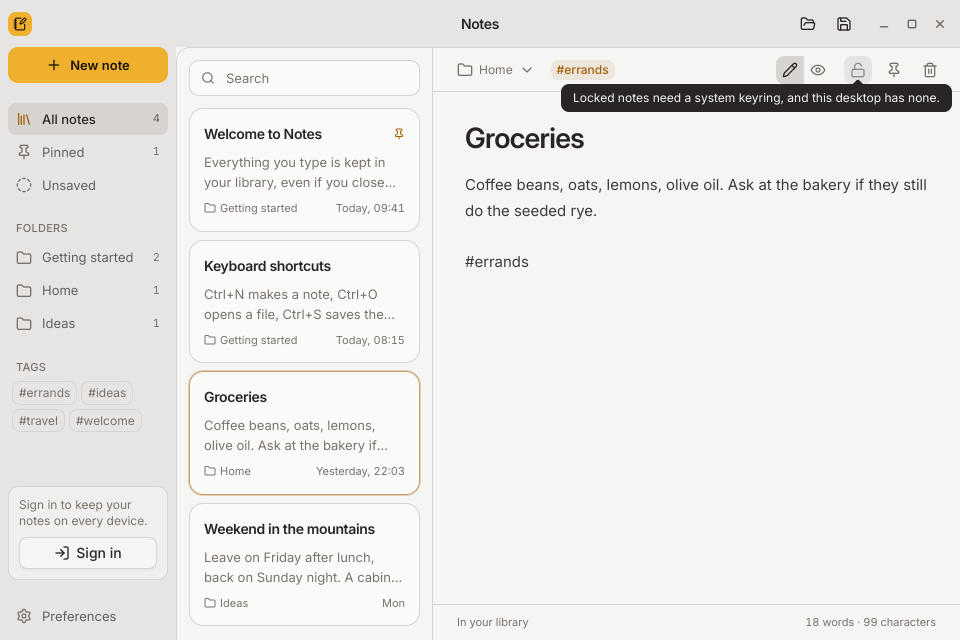 Notes
New note
All notes 4
Pinned 1
Unsaved
FOLDERS
Getting started 2
Home 1
Ideas 1
TAGS
#errands #ideas
#travel #welcome
Sign in to keep your
notes on every device.
Sign in
Preferences
Search
Welcome to Notes
Everything you type is kept in
your library, even if you close...
Getting started Today, 09:41
Keyboard shortcuts
Ctrl+N makes a note, Ctrl+O
opens a file, Ctrl+S saves the...
Getting started Today, 08:15
Groceries
Coffee beans, oats, lemons,
olive oil. Ask at the bakery if...
Home Yesterday, 22:03
Weekend in the mountains
Leave on Friday after lunch,
back on Sunday night. A cabin...
Ideas Mon
Home #errands
Locked notes need a system keyring, and this desktop has none.
Groceries
Coffee beans, oats, lemons, olive oil. Ask at the bakery if they still
do the seeded rye.
#errands
In your library 18 words · 99 characters